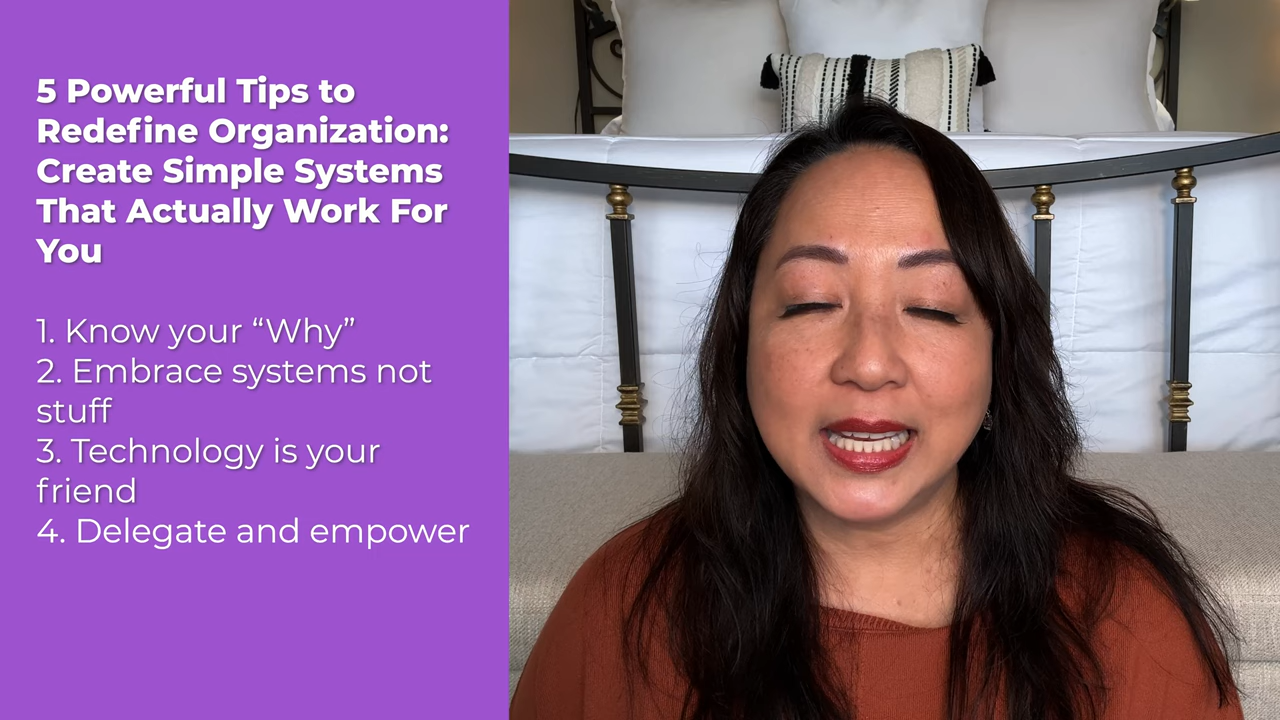 5 Powerful Tips to
Redefine Organization:
Create Simple Systems
That Actually Work For
You
1. Know your “Why”
2. Embrace systems not
stuff
3. Technology is your
friend
4. Delegate and empower